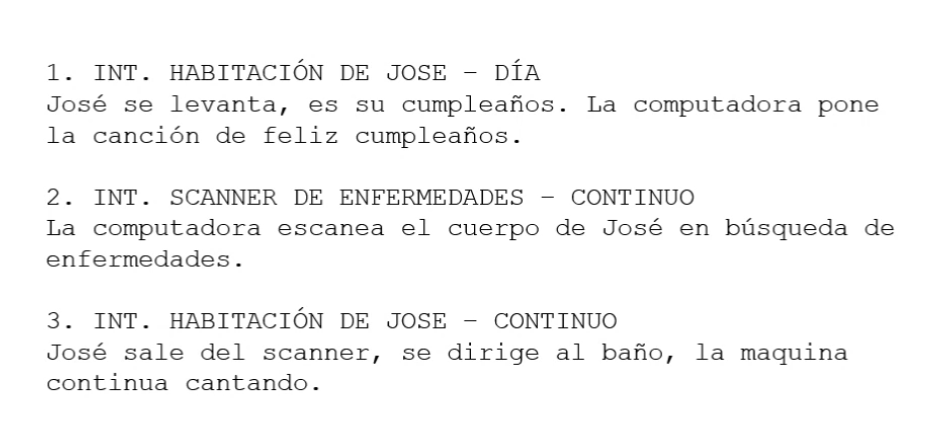 1. INT. HABITACIÓN DE JOSE – DÍA
José se levanta, es su cumpleaños. La computadora pone
la canción de feliz cumpleaños.
2. INT. SCANNER DE ENFERMEDADES – CONTINUO
La computadora escanea el cuerpo de José en búsqueda de
enfermedades.
3. INT. HABITACIÓN DE JOSE – CONTINUO
José sale del scanner, se dirige al baño, la maquina
continua cantando.